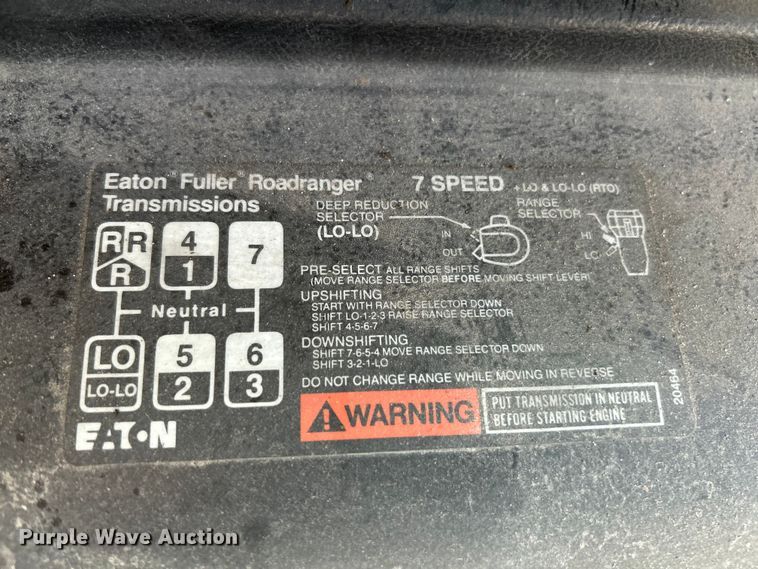 Eaton® Fuller® Roadranger®
Transmissions
7 SPEED + LO & LO-LO (RTO)
DEEP REDUCTION
SELECTOR
(LO-LO)
IN
OUT
RANGE
SELECTOR
HI
LO
R R 4 7
R 1
Neutral
LO 5 6
LO-LO 2 3
PRE-SELECT ALL RANGE SHIFTS
(MOVE RANGE SELECTOR BEFORE MOVING SHIFT LEVER)
UPSHIFTING
START WITH RANGE SELECTOR DOWN
SHIFT LO-1-2-3 RAISE RANGE SELECTOR
SHIFT 4-5-6-7
DOWNSHIFTING
SHIFT 7-6-5-4 MOVE RANGE SELECTOR DOWN
SHIFT 3-2-1-LO
DO NOT CHANGE RANGE WHILE MOVING IN REVERSE
WARNING
PUT TRANSMISSION IN NEUTRAL
BEFORE STARTING ENGINE
EATON
20464
Purple Wave Auction